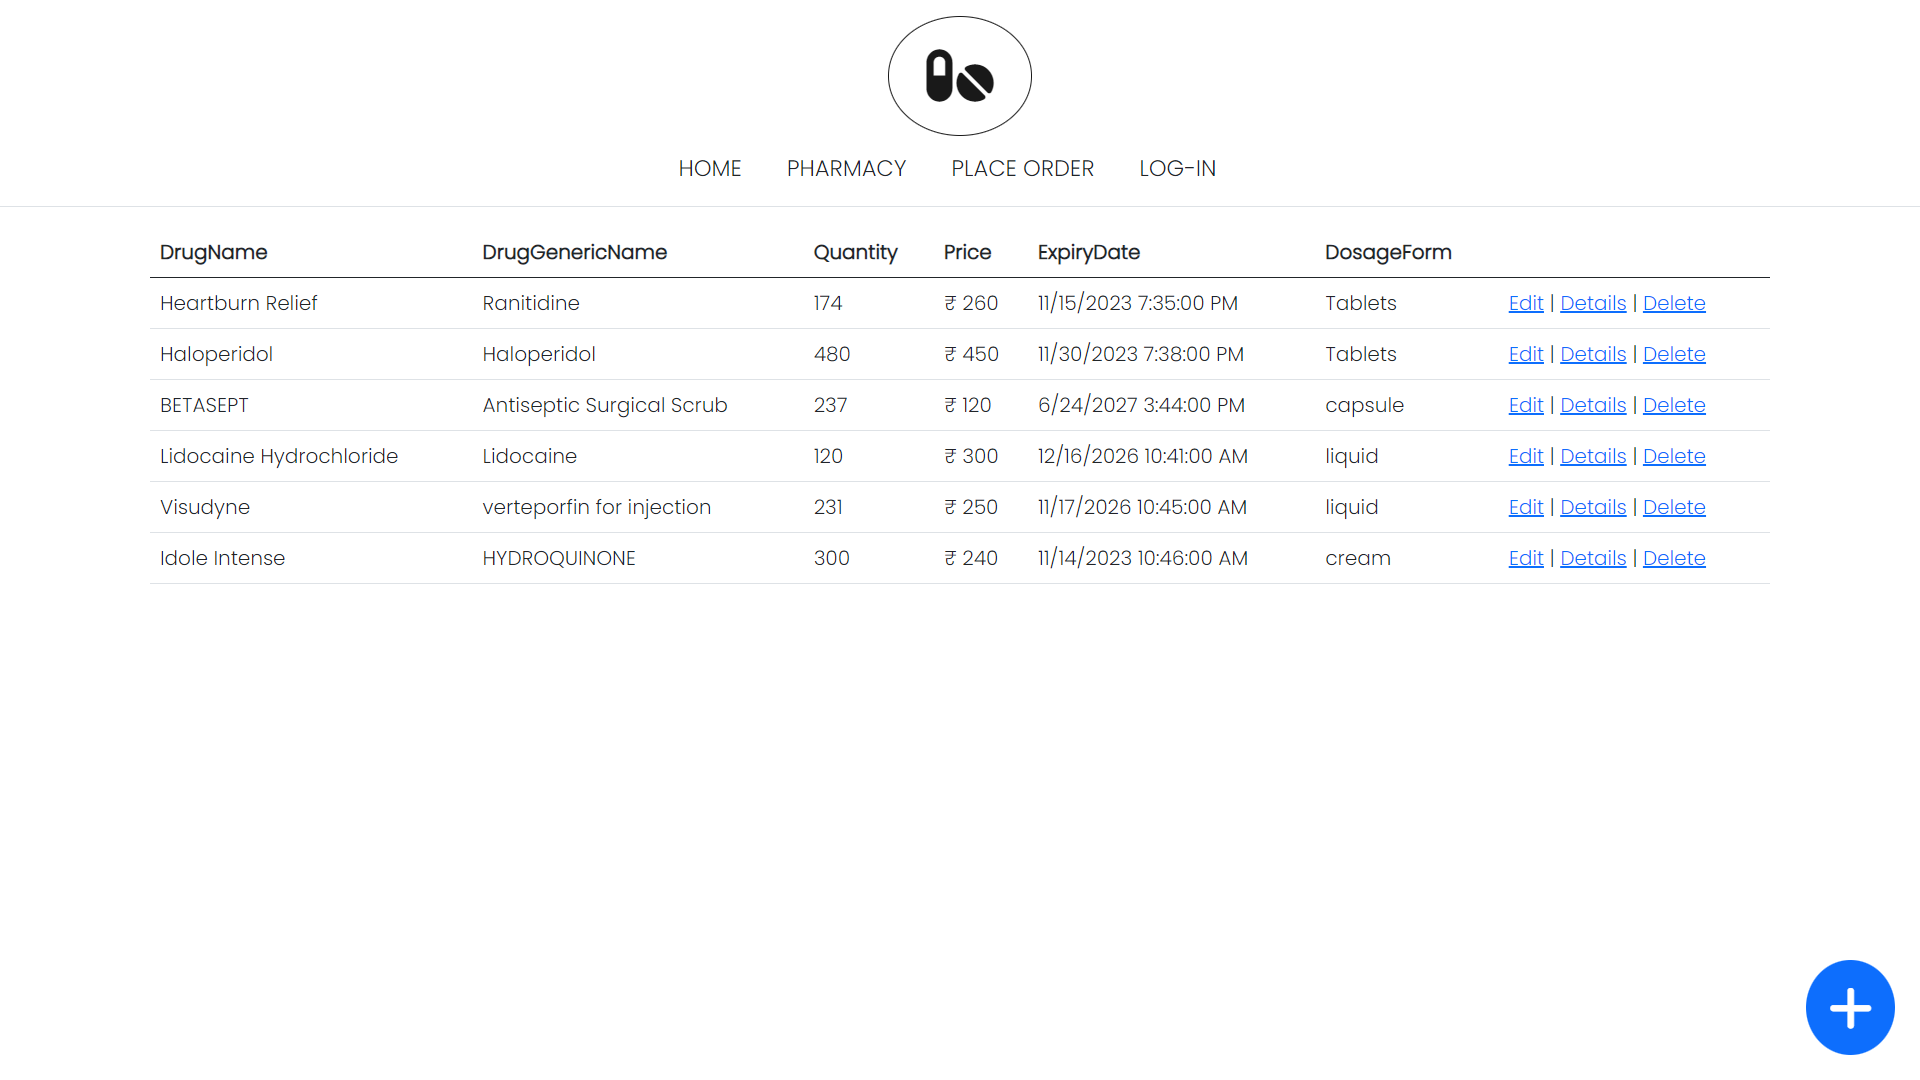 HOME PHARMACY PLACE ORDER LOG-IN
DrugName DrugGenericName Quantity Price ExpiryDate DosageForm
Heartburn Relief Ranitidine 174 ₹ 260 11/15/2023 7:35:00 PM Tablets Edit | Details | Delete
Haloperidol Haloperidol 480 ₹ 450 11/30/2023 7:38:00 PM Tablets Edit | Details | Delete
BETASEPT Antiseptic Surgical Scrub 237 ₹ 120 6/24/2027 3:44:00 PM capsule Edit | Details | Delete
Lidocaine Hydrochloride Lidocaine 120 ₹ 300 12/16/2026 10:41:00 AM liquid Edit | Details | Delete
Visudyne verteporfin for injection 231 ₹ 250 11/17/2026 10:45:00 AM liquid Edit | Details | Delete
Idole Intense HYDROQUINONE 300 ₹ 240 11/14/2023 10:46:00 AM cream Edit | Details | Delete